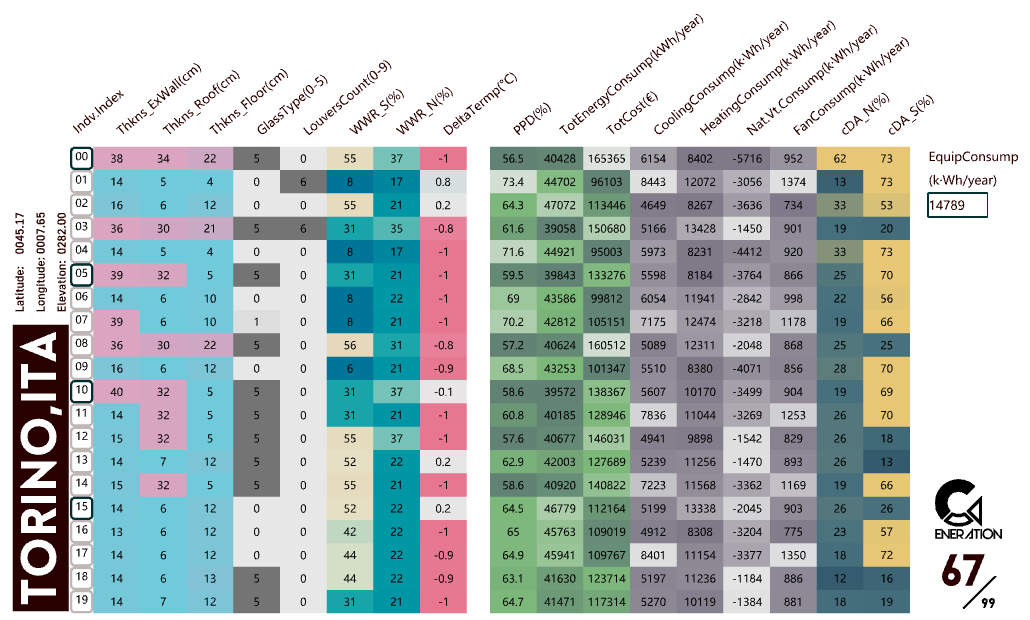 Indv.Index Thkns_ExWall(cm) Thkns_Roof(cm) Thkns_Floor(cm) GlassType(0-5) LouversCount(0-9) WWR_S(%) WWR_N(%) DeltaTermp(°C) PPD(%) TotEnergyConsump(kWh/year) TotCost(€) CoolingConsump(k·Wh/year) HeatingConsump(k·Wh/year) Nat.Vt.Consump(k·Wh/year) FanConsump(k·Wh/year) cDA_N(%) cDA_S(%)
00 38 34 22 5 0 55 37 -1 56.5 40428 165365 6154 8402 -5716 952 62 73
01 14 5 4 0 6 8 17 0.8 73.4 44702 96103 8443 12072 -3056 1374 13 73
02 16 6 12 0 0 55 21 0.2 64.3 47072 113446 4649 8267 -3636 734 33 53
03 36 30 21 5 6 31 35 -0.8 61.6 39058 150680 5166 13428 -1450 901 19 20
04 14 5 4 0 0 8 17 -1 71.6 44921 95003 5973 8231 -4412 920 33 73
05 39 32 5 5 0 31 21 -1 59.5 39843 133276 5598 8184 -3764 866 25 70
06 14 6 10 0 0 8 22 -1 69 43586 99812 6054 11941 -2842 998 22 56
07 39 6 10 1 0 8 21 -1 70.2 42812 105151 7175 12474 -3218 1178 19 66
08 36 30 22 5 0 56 31 -0.8 57.2 40624 160512 5089 12311 -2048 868 25 25
09 16 6 12 0 0 6 21 -0.9 68.5 43253 101347 5510 8380 -4071 856 28 70
10 40 32 5 5 0 31 37 -0.1 58.6 39572 138367 5607 10170 -3499 904 19 69
11 14 32 5 5 0 31 21 -1 60.8 40185 128946 7836 11044 -3269 1253 26 70
12 15 32 5 5 0 55 37 -1 57.6 40677 146031 4941 9898 -1542 829 26 18
13 14 7 12 5 0 52 22 0.2 62.9 42003 127689 5239 11256 -1470 893 26 13
14 15 32 5 5 0 55 21 -1 58.6 40920 140822 7223 11568 -3362 1169 19 66
15 14 6 12 0 0 52 22 0.2 64.5 46779 112164 5199 13338 -2045 903 26 26
16 13 6 12 0 0 42 22 -1 65 45763 109019 4912 8308 -3204 775 23 57
17 14 6 12 0 0 44 22 -0.9 64.9 45941 109767 8401 11154 -3377 1350 18 72
18 14 6 13 5 0 44 22 -0.9 63.1 41630 123714 5197 11236 -1184 886 12 16
19 14 7 12 5 0 31 21 -1 64.7 41471 117314 5270 10119 -1384 881 18 19
EquipConsump
(k·Wh/year)
14789
Latitude: 0045.17
Longitude: 0007.65
Elevation: 0282.00
TORINO,ITA
ENERATION
67/99